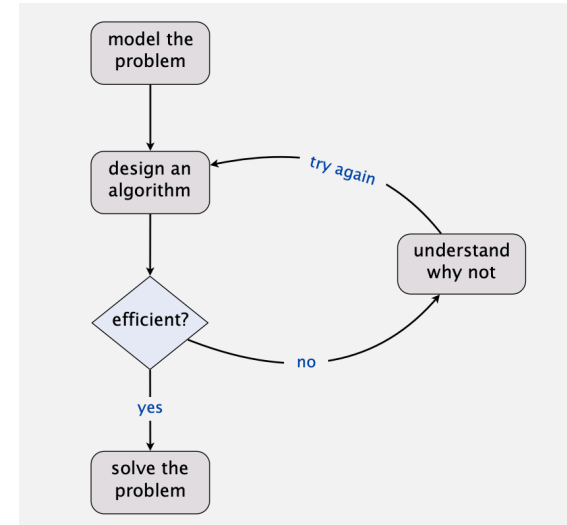 model the
problem
design an
algorithm
try again
understand
why not
efficient?
no
yes
solve the
problem